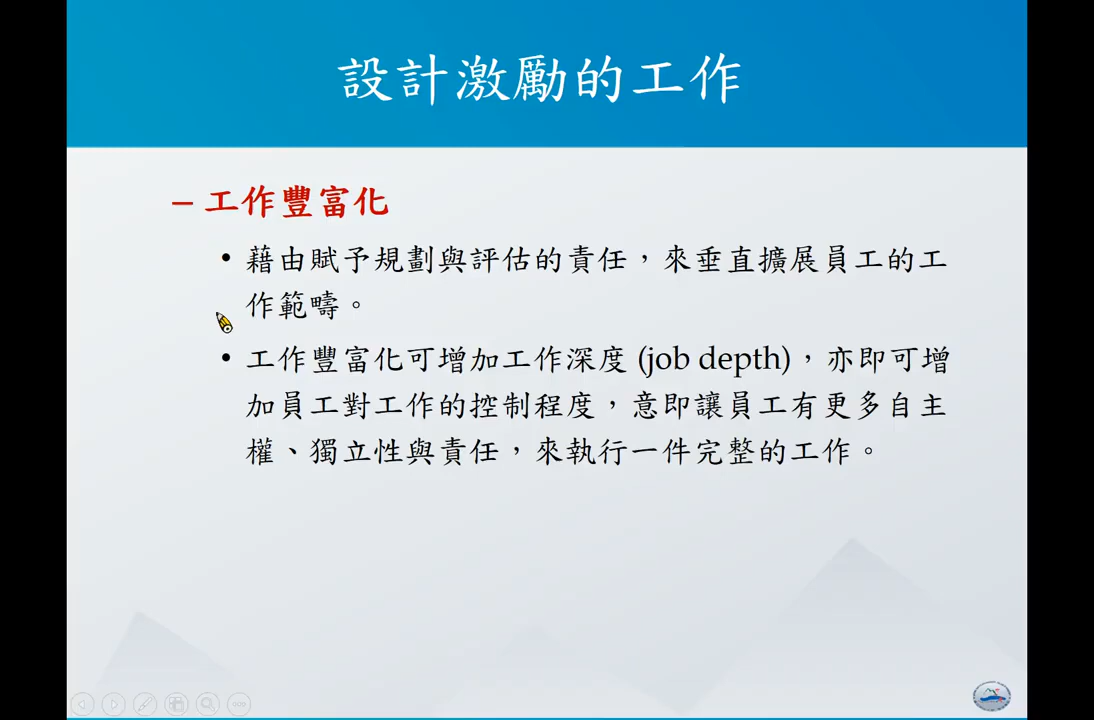 設計激勵的工作
– 工作豐富化
• 藉由賦予規劃與評估的責任，來垂直擴展員工的工
作範疇。
• 工作豐富化可增加工作深度 (job depth)，亦即可增
加員工對工作的控制程度，意即讓員工有更多自主
權、獨立性與責任，來執行一件完整的工作。